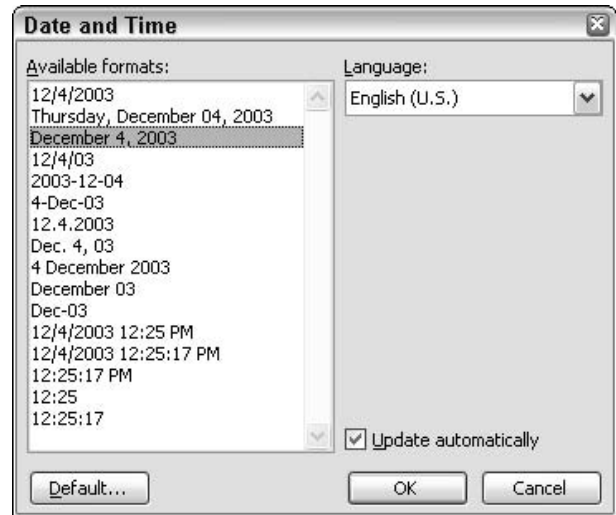 Date and Time
Available formats:
12/4/2003
Thursday, December 04, 2003
December 4, 2003
12/4/03
2003-12-04
4-Dec-03
12.4.2003
Dec. 4, 03
4 December 2003
December 03
Dec-03
12/4/2003 12:25 PM
12/4/2003 12:25:17 PM
12:25:17 PM
12:25
12:25:17
Language:
English (U.S.)
Update automatically
Default...
OK
Cancel